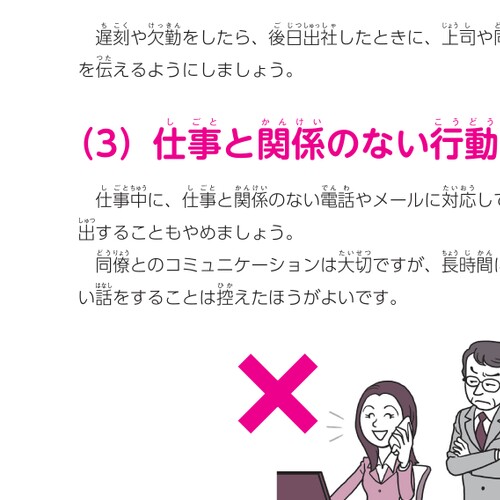 遅刻や欠勤をしたら、後日出社したときに、上司や同
を伝えるようにしましょう。
(3) 仕事と関係のない行動
仕事中に、仕事と関係のない電話やメールに対応して
出することもやめましょう。
同僚とのコミュニケーションは大切ですが、長時間に
い話をすることは控えたほうがよいです。